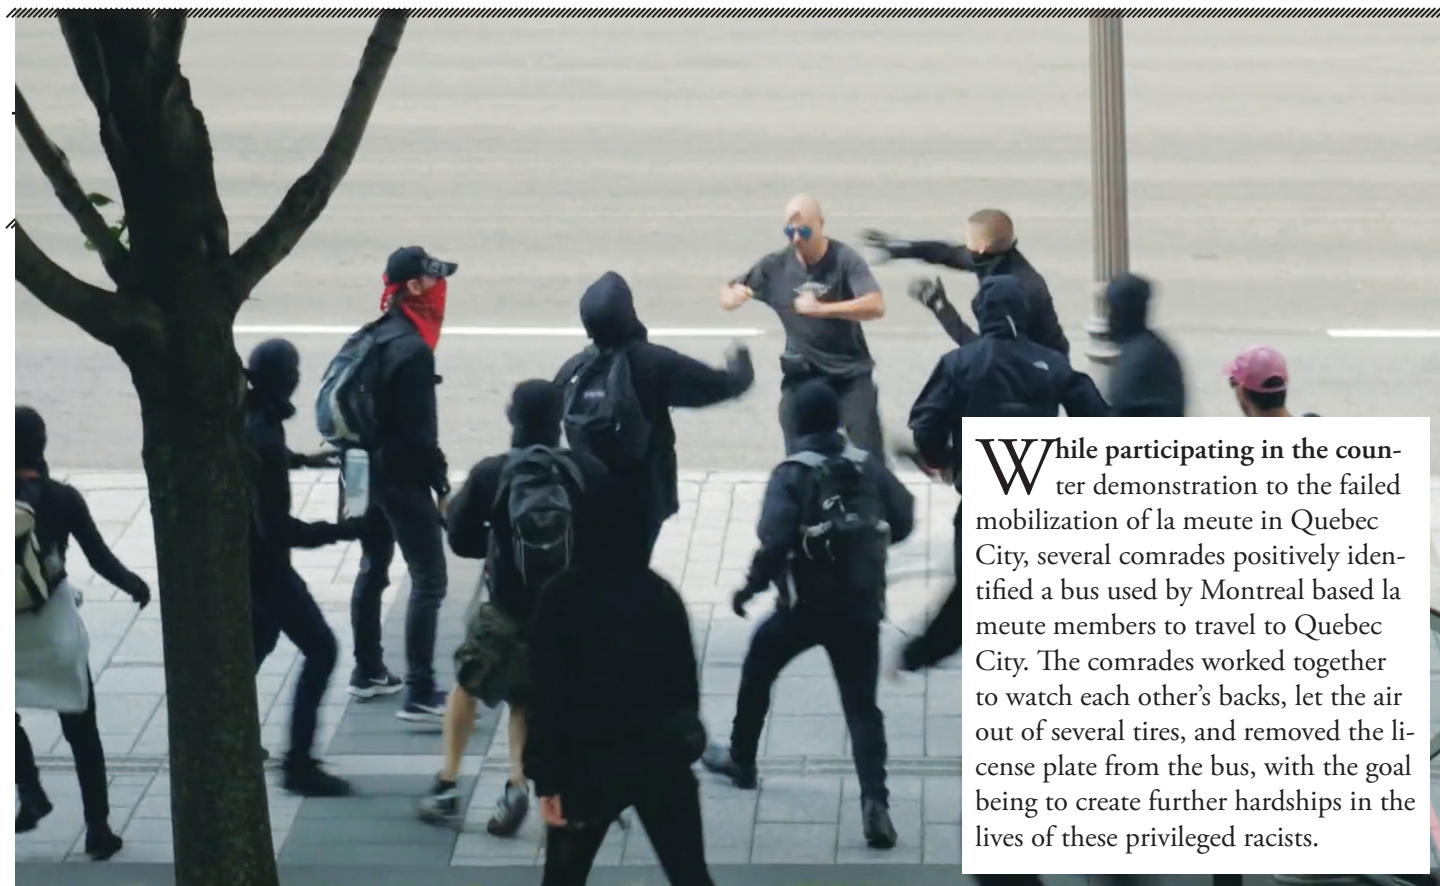 While participating in the coun-
ter demonstration to the failed
mobilization of la meute in Quebec
City, several comrades positively iden-
tified a bus used by Montreal based la
meute members to travel to Quebec
City. The comrades worked together
to watch each other’s backs, let the air
out of several tires, and removed the li-
cense plate from the bus, with the goal
being to create further hardships in the
lives of these privileged racists.